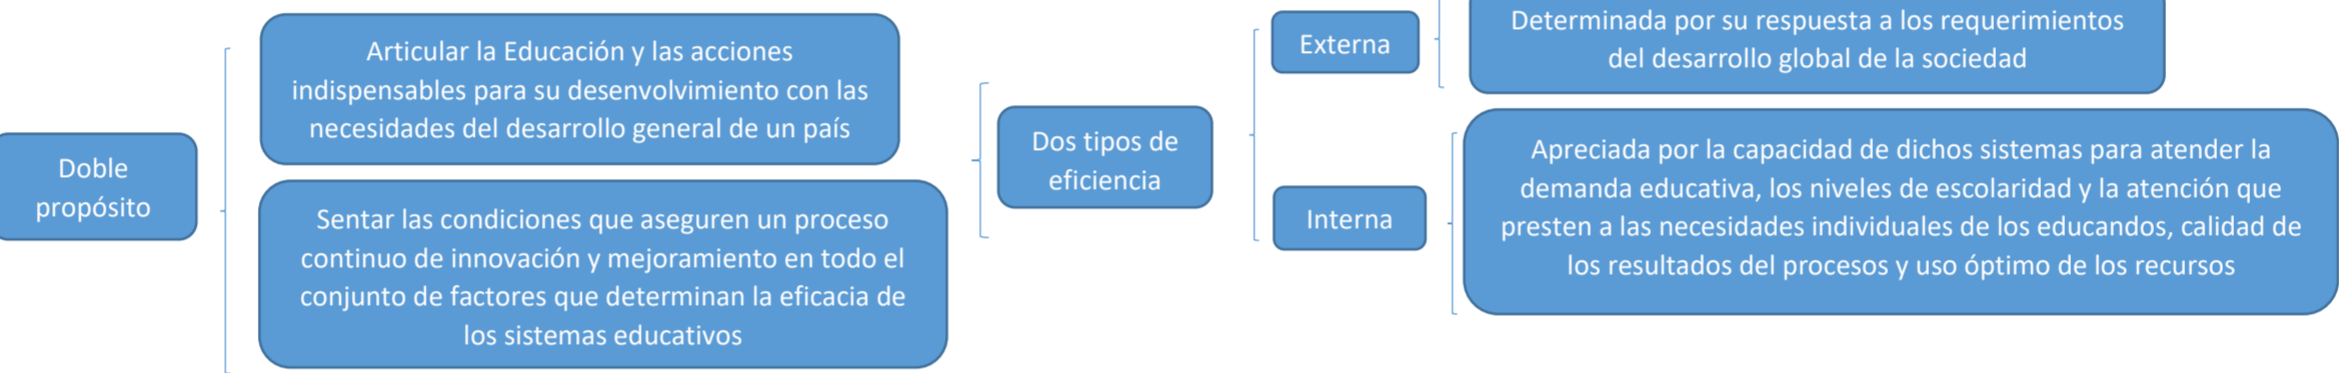 Doble
propósito
Articular la Educación y las acciones
indispensables para su desenvolvimiento con las
necesidades del desarrollo general de un país
Sentar las condiciones que aseguren un proceso
continuo de innovación y mejoramiento en todo el
conjunto de factores que determinan la eficacia de
los sistemas educativos
Dos tipos de
eficiencia
Externa
Determinada por su respuesta a los requerimientos
del desarrollo global de la sociedad
Interna
Apreciada por la capacidad de dichos sistemas para atender la
demanda educativa, los niveles de escolaridad y la atención que
presten a las necesidades individuales de los educandos, calidad de
los resultados del procesos y uso óptimo de los recursos